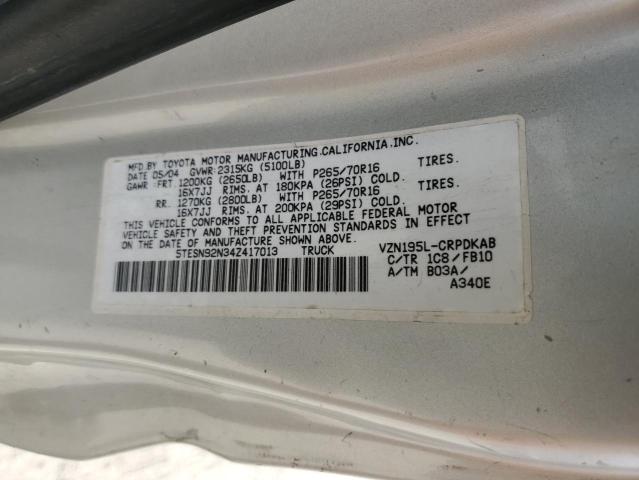 MFD.BY TOYOTA MOTOR MANUFACTURING,CALIFORNIA,INC.
DATE 05/04 GVWR 2315KG (5100LB)
GAWR FRT. 1200KG (2650LB) WITH P265/70R16 TIRES.
16X7JJ RIMS. AT 180KPA (26PSI) COLD.
RR. 1270KG (2800LB) WITH P265/70R16 TIRES.
16X7JJ RIMS. AT 200KPA (29PSI) COLD.
THIS VEHICLE CONFORMS TO ALL APPLICABLE FEDERAL MOTOR
VEHICLE SAFETY AND THEFT PREVENTION STANDARDS IN EFFECT
ON THE DATE OF MANUFACTURE SHOWN ABOVE.
5TESN92N34Z417013 TRUCK VZN195L-CRPDKAB
C/TR 1C8/FB10
A/TM B03A/
A340E